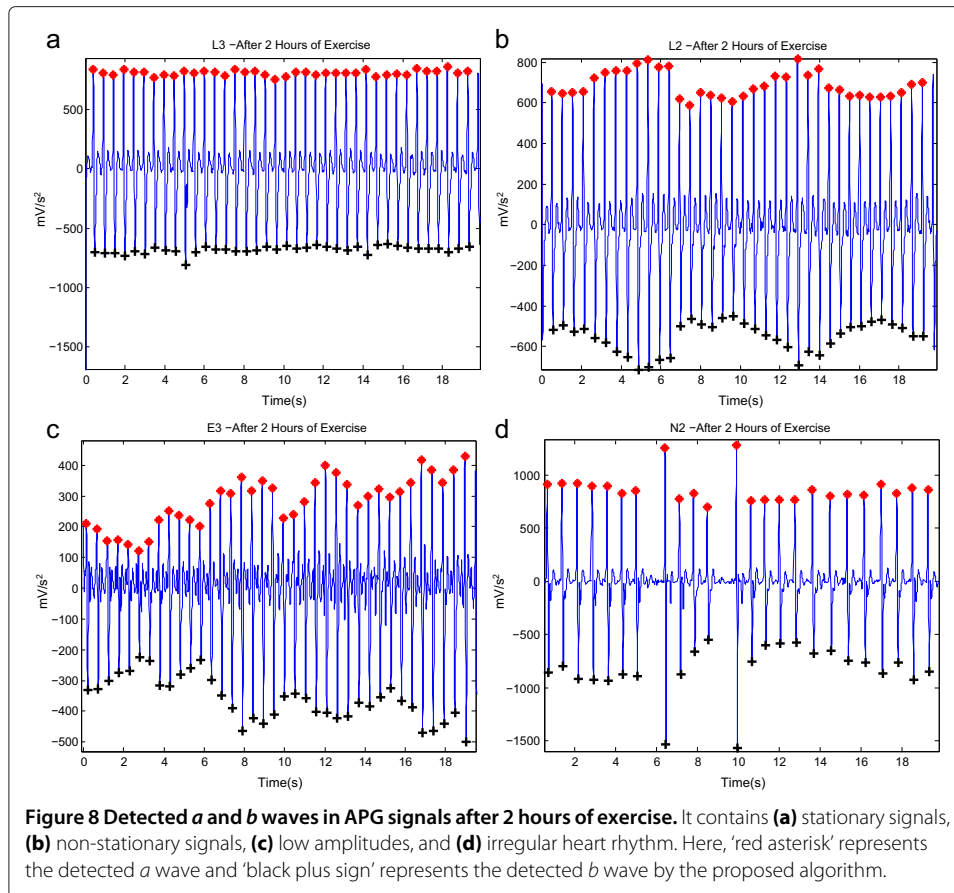 a
L3 −After 2 Hours of Exercise
500
0
−500
−1000
−1500
mV/s²
0 2 4 6 8 10 12 14 16 18
Time(s)
b
L2 −After 2 Hours of Exercise
800
600
400
200
0
−200
−400
−600
mV/s²
0 2 4 6 8 10 12 14 16 18
Time(s)
c
E3 −After 2 Hours of Exercise
400
300
200
100
0
−100
−200
−300
−400
−500
mV/s²
0 2 4 6 8 10 12 14 16 18
Time(s)
d
N2 −After 2 Hours of Exercise
1000
500
0
−500
−1000
−1500
mV/s²
2 4 6 8 10 12 14 16 18
Time(s)
Figure 8 Detected a and b waves in APG signals after 2 hours of exercise. It contains (a) stationary signals,
(b) non-stationary signals, (c) low amplitudes, and (d) irregular heart rhythm. Here, ‘red asterisk’ represents
the detected a wave and ‘black plus sign’ represents the detected b wave by the proposed algorithm.